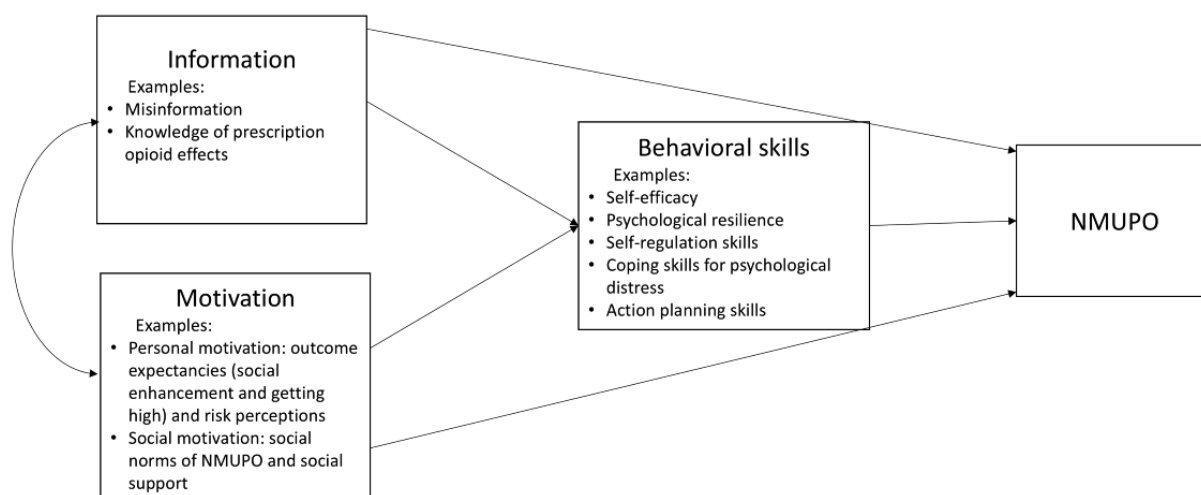 Information
Examples:
• Misinformation
• Knowledge of prescription
opioid effects
Motivation
Examples:
• Personal motivation: outcome
expectancies (social
enhancement and getting
high) and risk perceptions
• Social motivation: social
norms of NMUPO and social
support
Behavioral skills
Examples:
• Self-efficacy
• Psychological resilience
• Self-regulation skills
• Coping skills for psychological
distress
• Action planning skills
NMUPO